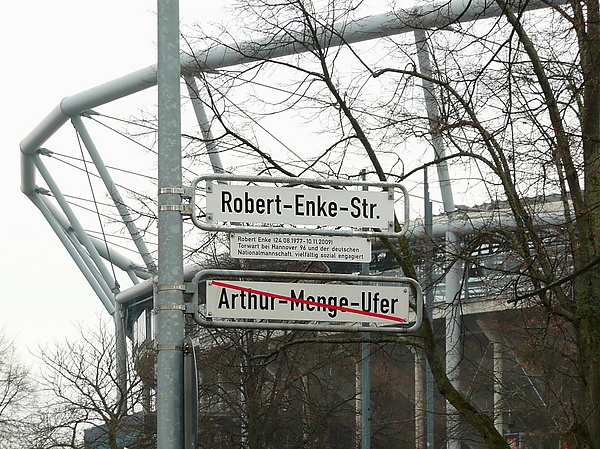 Robert-Enke-Str.
Robert Enke (24.08.1977-10.11.2009)
Torwart bei Hannover 96 und der deutschen
Nationalmannschaft, vielfältig sozial engagiert
Arthur-Menge-Ufer